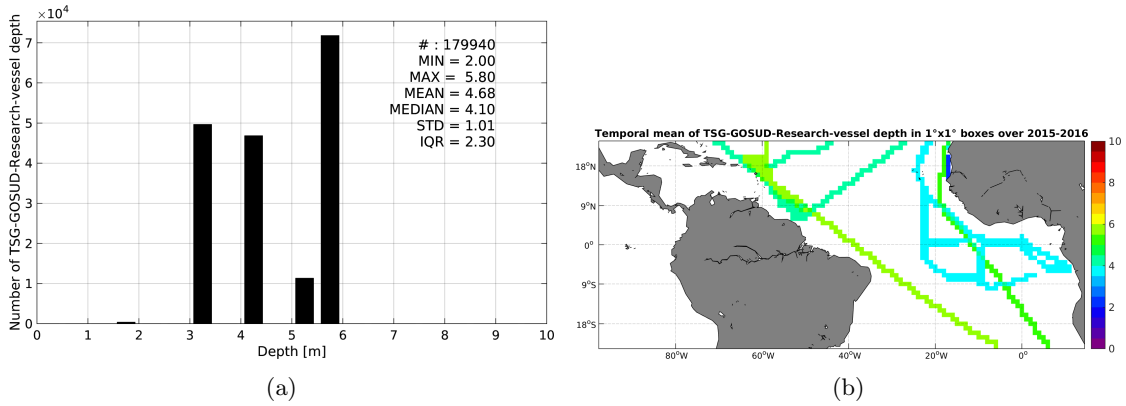 ×10⁴
7
6
5
4
3
2
1
0
Number of TSG-GOSUD-Research-vessel depth
# : 179940
MIN = 2.00
MAX = 5.80
MEAN = 4.68
MEDIAN = 4.10
STD = 1.01
IQR = 2.30
0 1 2 3 4 5 6 7 8 9 10
Depth [m]
(a)
Temporal mean of TSG-GOSUD-Research-vessel depth in 1°x1° boxes over 2015-2016
18°N
9°N
0°
9°S
18°S
80°W 60°W 40°W 20°W 0°
10
8
6
4
2
0
(b)